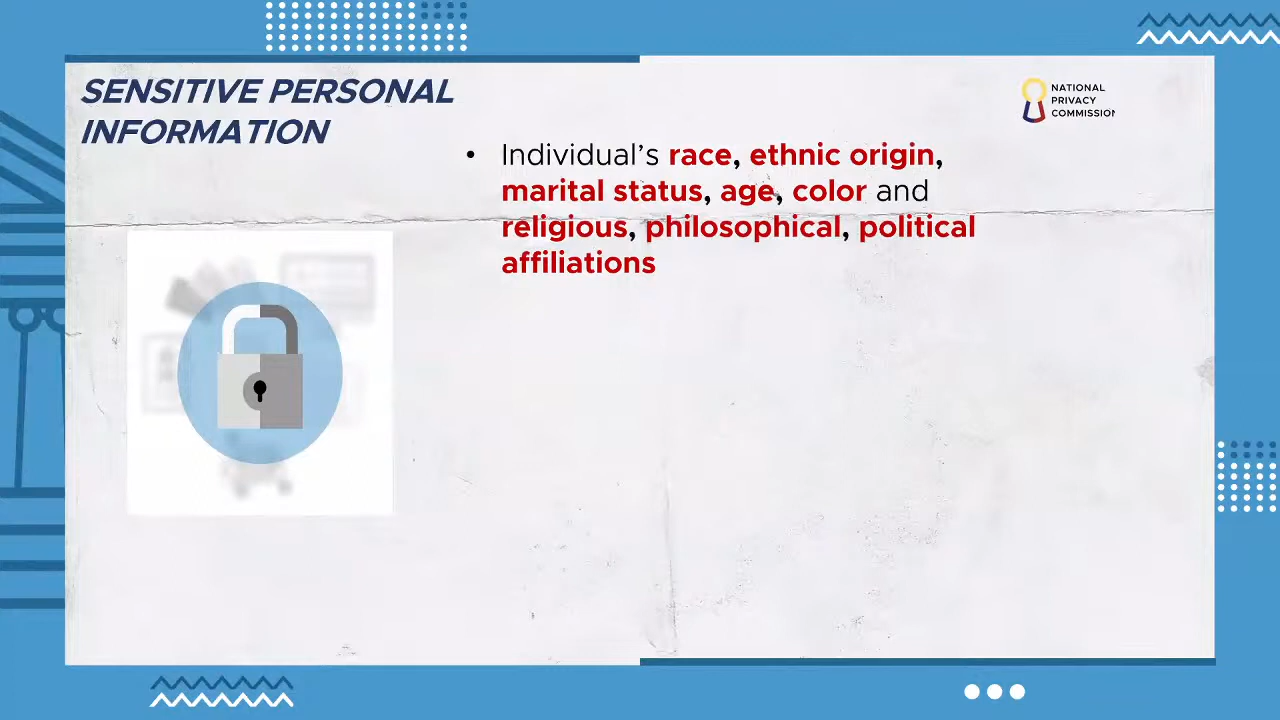 SENSITIVE PERSONAL
INFORMATION
NATIONAL
PRIVACY
COMMISSION
• Individual’s race, ethnic origin,
marital status, age, color and
religious, philosophical, political
affiliations